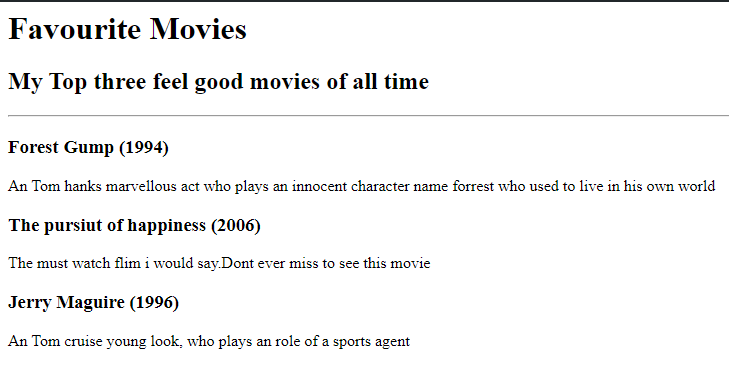 Favourite Movies
My Top three feel good movies of all time
Forest Gump (1994)
An Tom hanks marvellous act who plays an innocent character name forrest who used to live in his own world
The pursiut of happiness (2006)
The must watch flim i would say.Dont ever miss to see this movie
Jerry Maguire (1996)
An Tom cruise young look, who plays an role of a sports agent